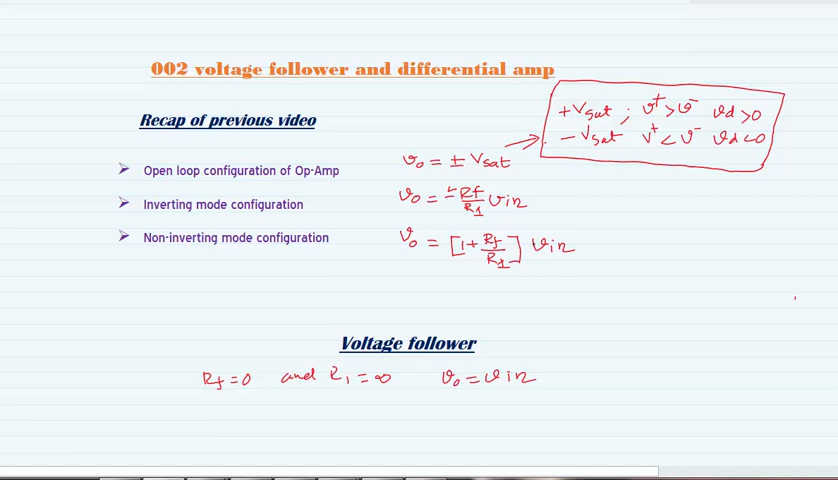 002 voltage follower and differential amp
Recap of previous video
+Vsat ; v⁺>v⁻ vd>0
-Vsat v⁺<v⁻ vd<0
Open loop configuration of Op-Amp
vo = ± Vsat
Inverting mode configuration
vo = -Rf/R1 vin
Non-inverting mode configuration
vo = [1+Rf/R1] vin
Voltage follower
Rf=0 and R1=∞ vo=vin